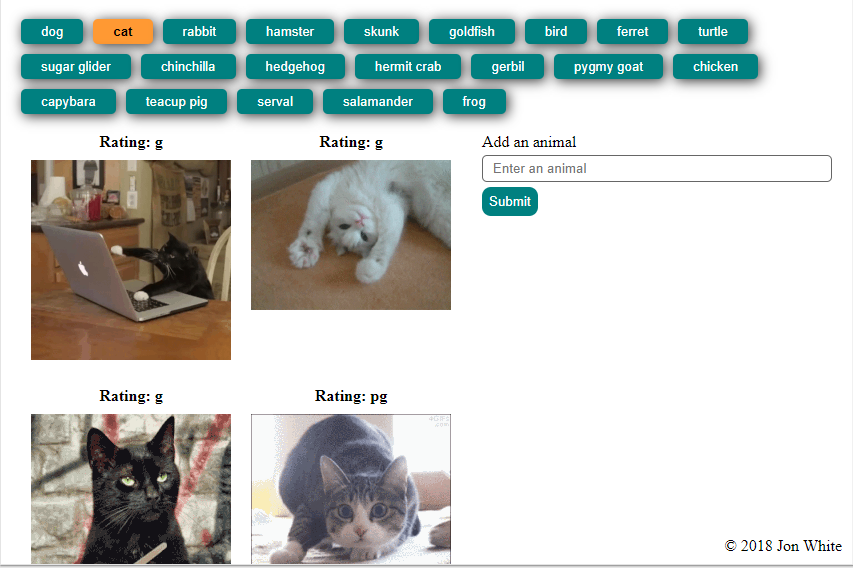 dog cat rabbit hamster skunk goldfish bird ferret turtle
sugar glider chinchilla hedgehog hermit crab gerbil pygmy goat chicken
capybara teacup pig serval salamander frog
Rating: g Rating: g Add an animal
Enter an animal
Submit
Rating: g Rating: pg
© 2018 Jon White